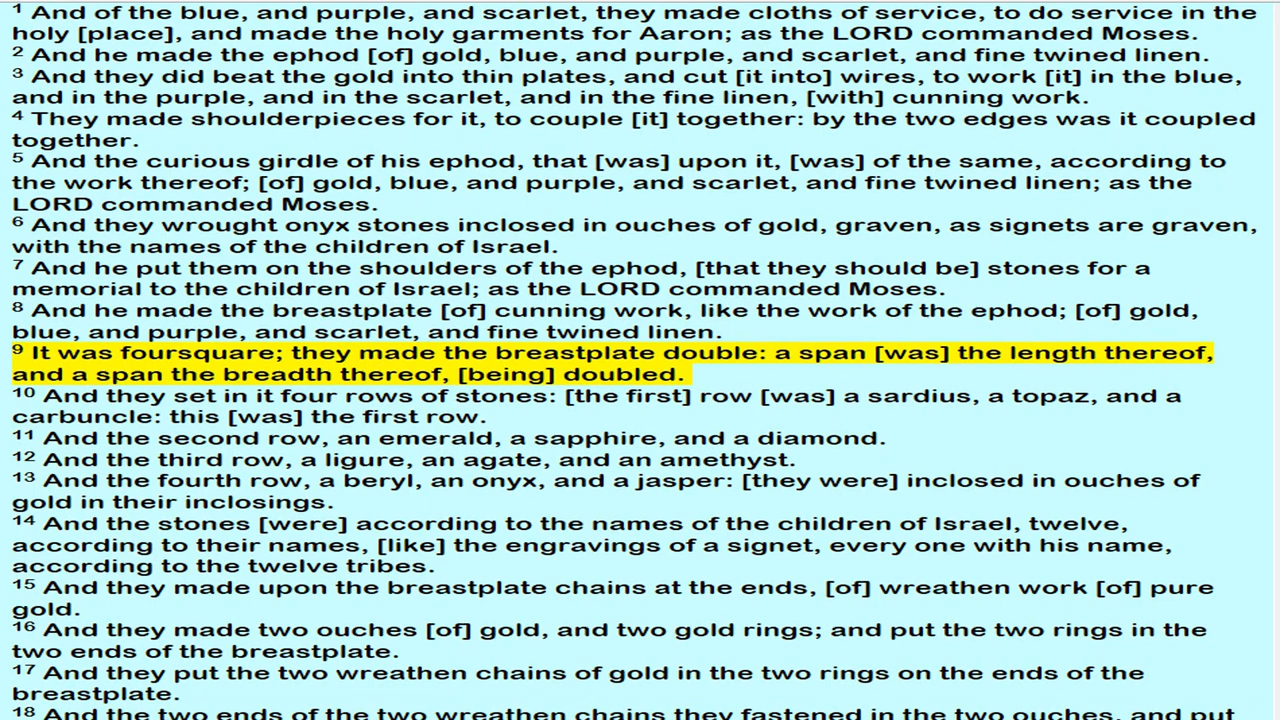 1 And of the blue, and purple, and scarlet, they made cloths of service, to do service in the
holy [place], and made the holy garments for Aaron; as the LORD commanded Moses.
2 And he made the ephod [of] gold, blue, and purple, and scarlet, and fine twined linen.
3 And they did beat the gold into thin plates, and cut [it into] wires, to work [it] in the blue,
and in the purple, and in the scarlet, and in the fine linen, [with] cunning work.
4 They made shoulderpieces for it, to couple [it] together: by the two edges was it coupled
together.
5 And the curious girdle of his ephod, that [was] upon it, [was] of the same, according to
the work thereof; [of] gold, blue, and purple, and scarlet, and fine twined linen; as the
LORD commanded Moses.
6 And they wrought onyx stones inclosed in ouches of gold, graven, as signets are graven,
with the names of the children of Israel.
7 And he put them on the shoulders of the ephod, [that they should be] stones for a
memorial to the children of Israel; as the LORD commanded Moses.
8 And he made the breastplate [of] cunning work, like the work of the ephod; [of] gold,
blue, and purple, and scarlet, and fine twined linen.
9 It was foursquare; they made the breastplate double: a span [was] the length thereof,
and a span the breadth thereof, [being] doubled.
10 And they set in it four rows of stones: [the first] row [was] a sardius, a topaz, and a
carbuncle: this [was] the first row.
11 And the second row, an emerald, a sapphire, and a diamond.
12 And the third row, a ligure, an agate, and an amethyst.
13 And the fourth row, a beryl, an onyx, and a jasper: [they were] inclosed in ouches of
gold in their inclosings.
14 And the stones [were] according to the names of the children of Israel, twelve,
according to their names, [like] the engravings of a signet, every one with his name,
according to the twelve tribes.
15 And they made upon the breastplate chains at the ends, [of] wreathen work [of] pure
gold.
16 And they made two ouches [of] gold, and two gold rings; and put the two rings in the
two ends of the breastplate.
17 And they put the two wreathen chains of gold in the two rings on the ends of the
breastplate.
18 And the two ends of the two wreathen chains they fastened in the two ouches, and put